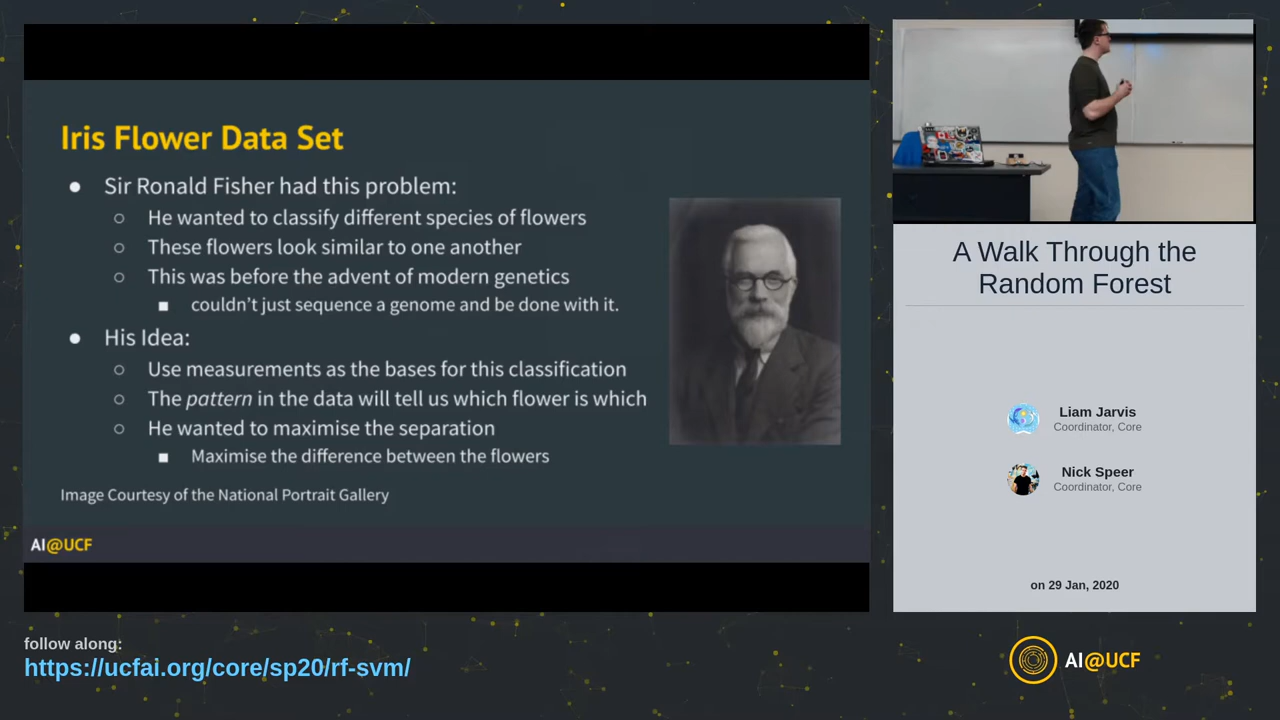 Iris Flower Data Set
Sir Ronald Fisher had this problem:
He wanted to classify different species of flowers
These flowers look similar to one another
This was before the advent of modern genetics
couldn't just sequence a genome and be done with it.
His Idea:
Use measurements as the bases for this classification
The pattern in the data will tell us which flower is which
He wanted to maximise the separation
Maximise the difference between the flowers
Image Courtesy of the National Portrait Gallery
AI@UCF
A Walk Through the
Random Forest
Liam Jarvis
Coordinator, Core
Nick Speer
Coordinator, Core
on 29 Jan, 2020
follow along:
https://ucfai.org/core/sp20/rf-svm/
AI@UCF